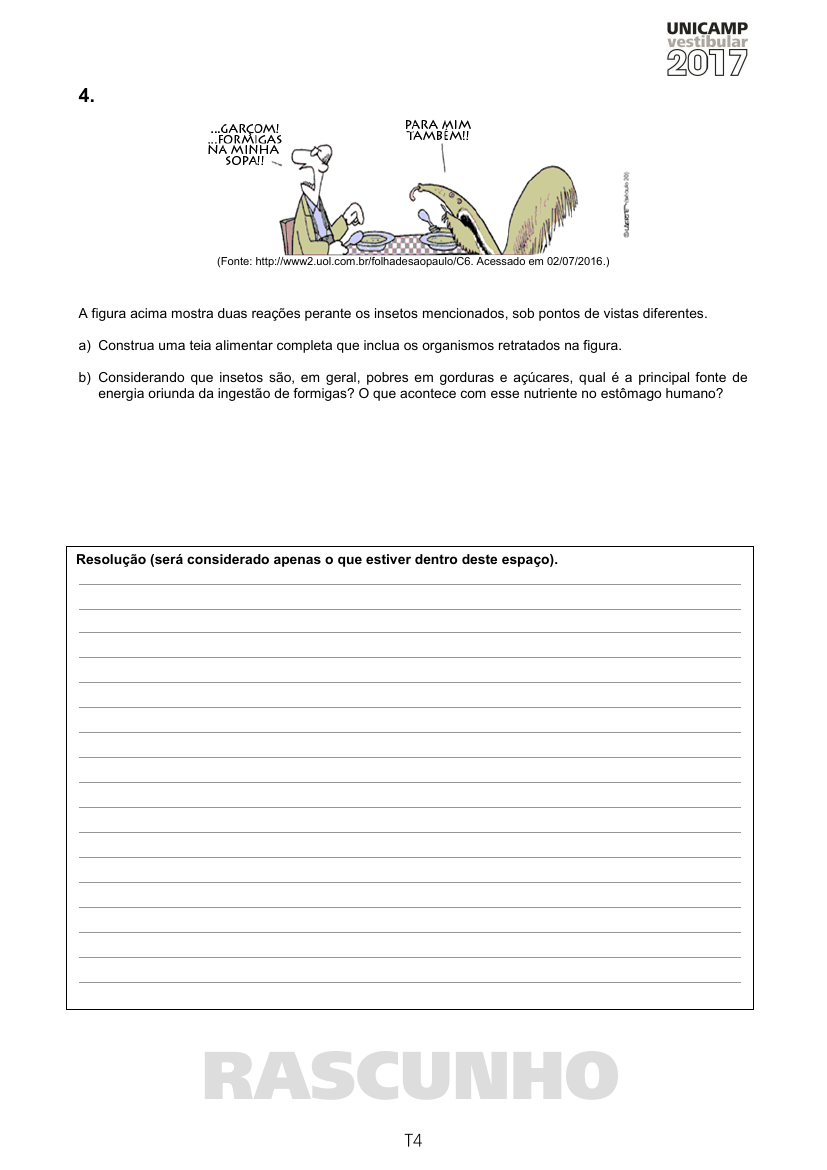 UNICAMP
vestibular
2017
4.
...GARÇOM!
...FORMIGAS
NA MINHA
SOPA!!
PARA MIM
TAMBÉM!!
(Fonte: http://www2.uol.com.br/folhadesaopaulo/C6. Acessado em 02/07/2016.)
A figura acima mostra duas reações perante os insetos mencionados, sob pontos de vistas diferentes.
a) Construa uma teia alimentar completa que inclua os organismos retratados na figura.
b) Considerando que insetos são, em geral, pobres em gorduras e açúcares, qual é a principal fonte de
energia oriunda da ingestão de formigas? O que acontece com esse nutriente no estômago humano?
Resolução (será considerado apenas o que estiver dentro deste espaço).
RASCUNHO
T4